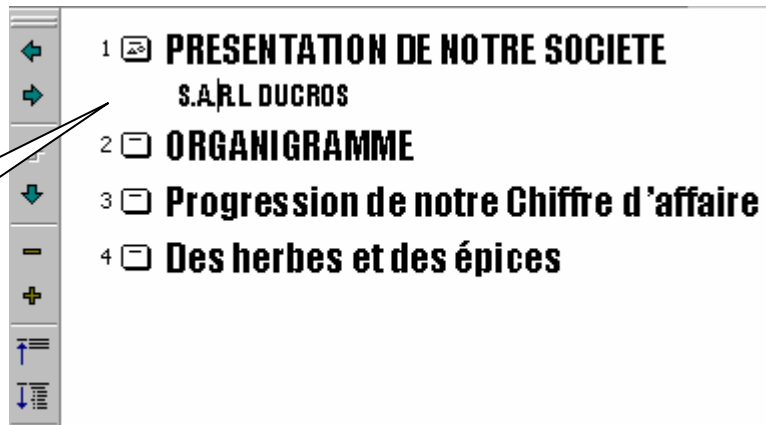 1 PRESENTATION DE NOTRE SOCIETE
S.A.R.L DUCROS
2 ORGANIGRAMME
3 Progression de notre Chiffre d'affaire
4 Des herbes et des épices